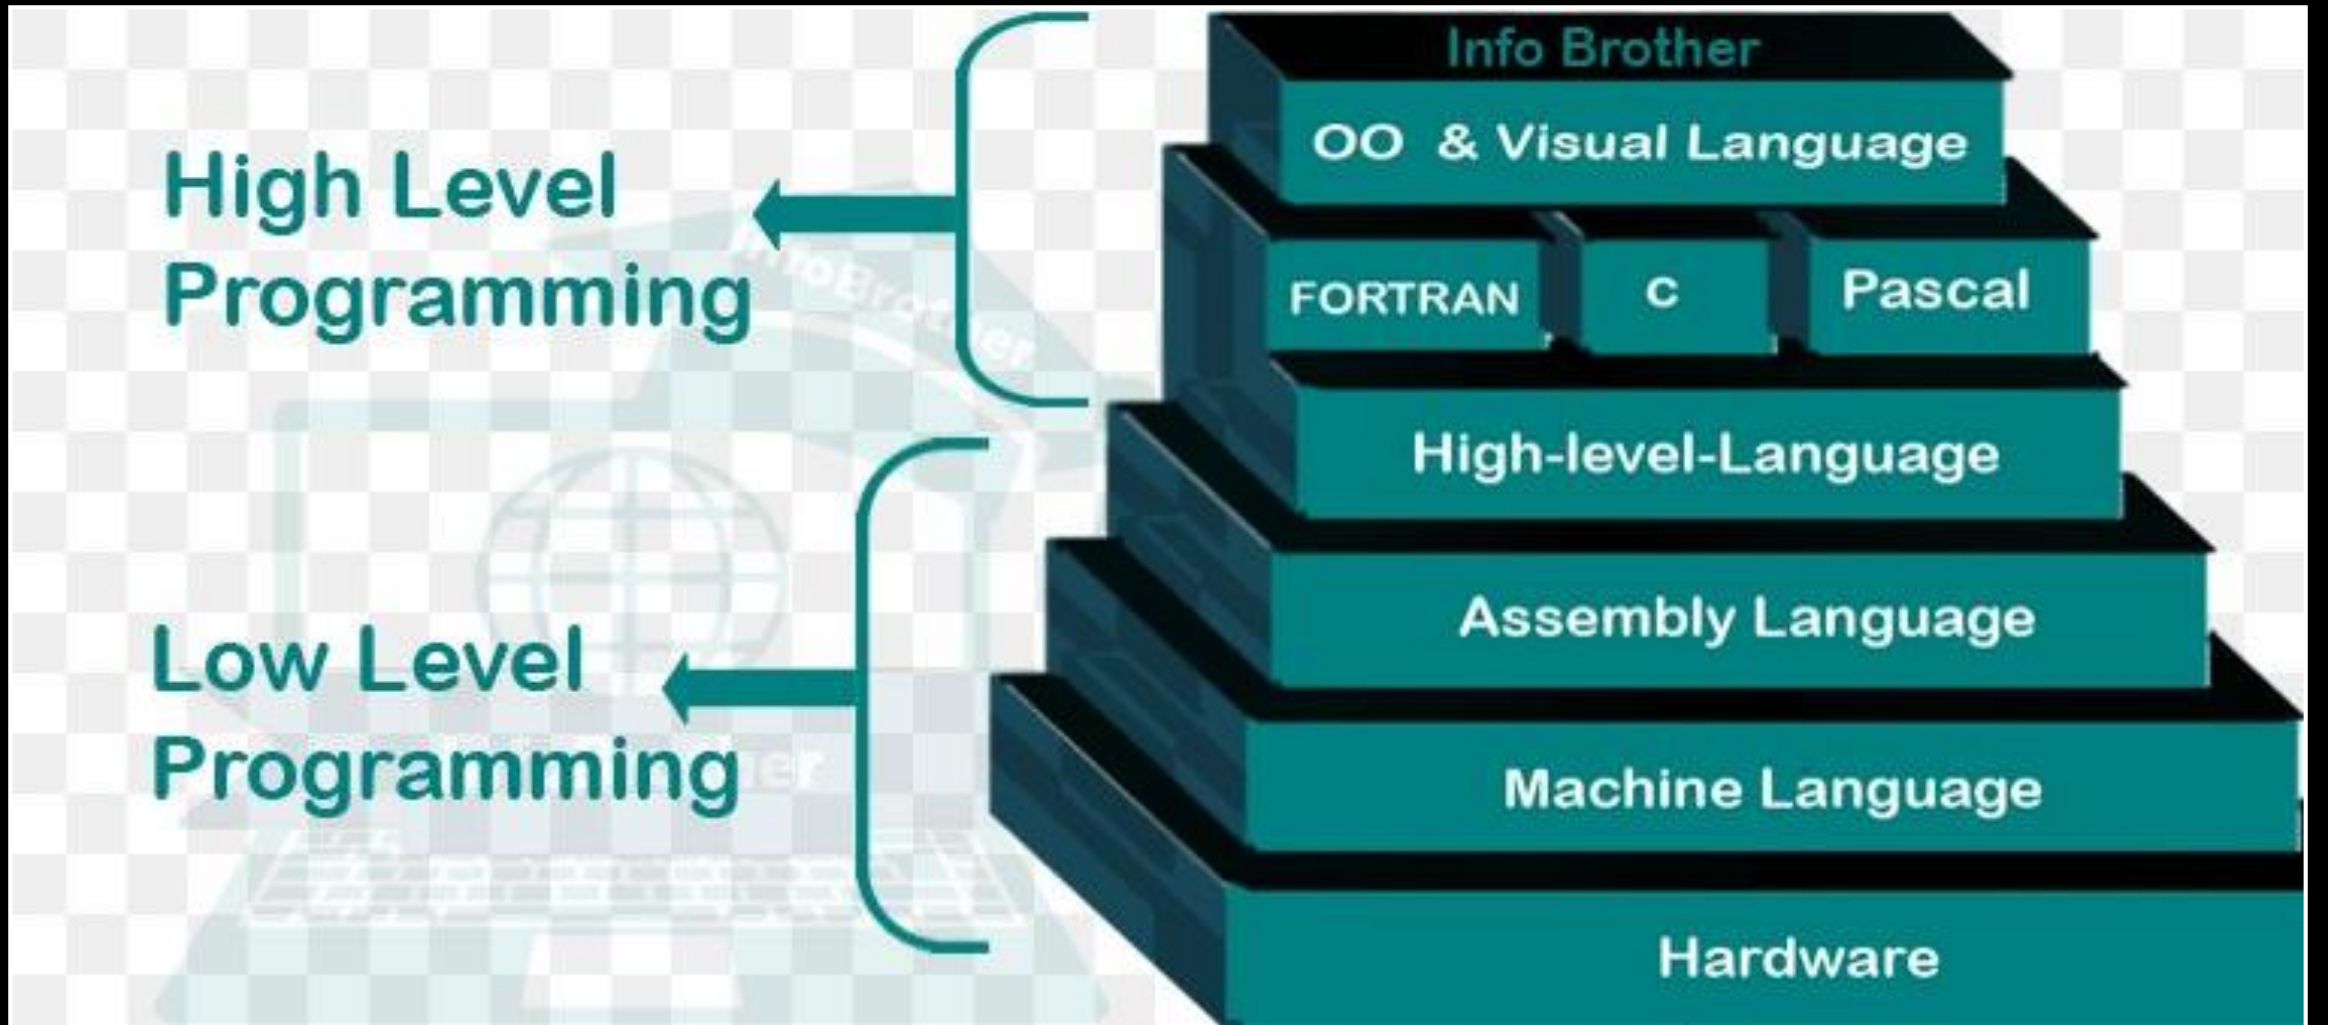 High Level
Programming
Low Level
Programming
Info Brother
OO & Visual Language
FORTRAN
C
Pascal
High-level-Language
Assembly Language
Machine Language
Hardware
InfoBrother